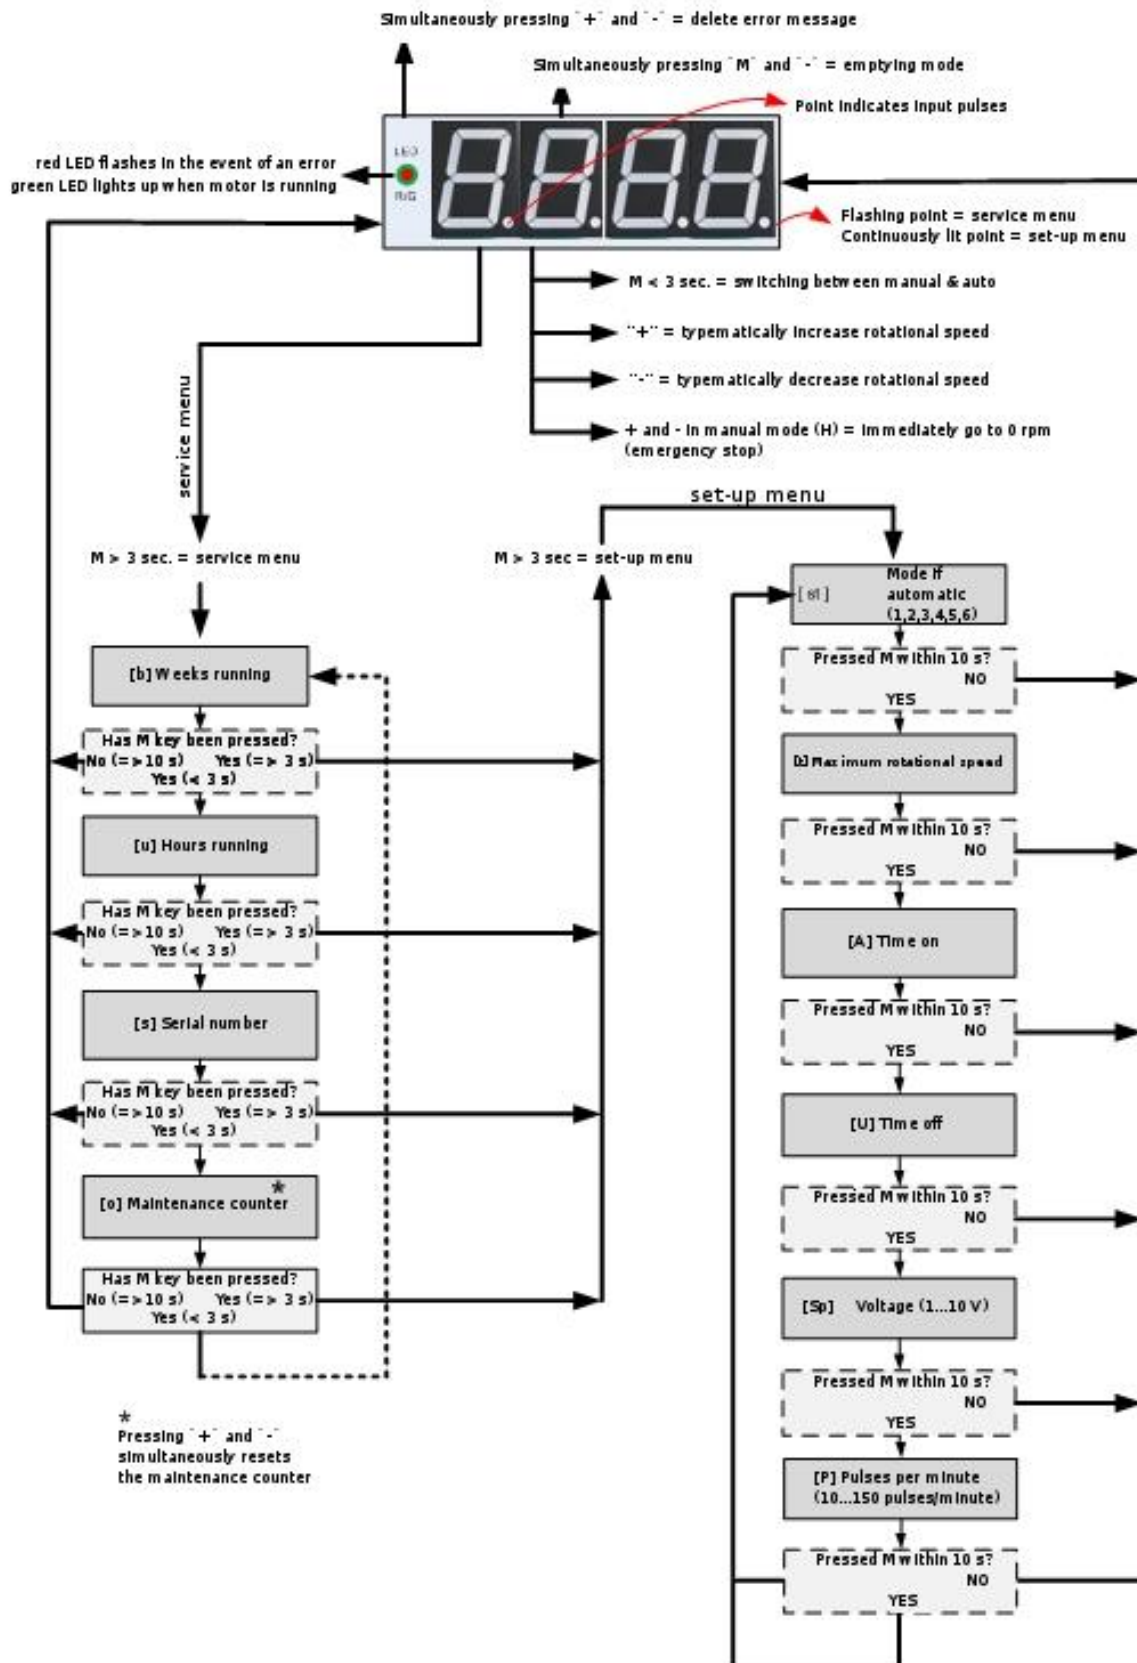 Simultaneously pressing ¨+¨ and ¨-¨ = delete error message
Simultaneously pressing ¨M¨ and ¨-¨ = emptying mode
Point indicates input pulses
LED
R/G
red LED flashes in the event of an error
green LED lights up when motor is running
Flashing point = service menu
Continuously lit point = set-up menu
M < 3 sec. = switching between manual & auto
¨+¨ = typematically increase rotational speed
¨-¨ = typematically decrease rotational speed
+ and - in manual mode (H) = immediately go to 0 rpm
(emergency stop)
service menu
set-up menu
M > 3 sec. = service menu
M > 3 sec = set-up menu
[b] Weeks running
Has M key been pressed?
No (=>10 s) Yes (=> 3 s)
Yes (< 3 s)
[u] Hours running
Has M key been pressed?
No (=>10 s) Yes (=> 3 s)
Yes (< 3 s)
[s] Serial number
Has M key been pressed?
No (=>10 s) Yes (=> 3 s)
Yes (< 3 s)
*
[o] Maintenance counter
Has M key been pressed?
No (=>10 s) Yes (=> 3 s)
Yes (< 3 s)
*
Pressing ¨+¨ and ¨-¨
simultaneously resets
the maintenance counter
Mode if
automatic
(1,2,3,4,5,6)
Pressed M within 10 s?
NO
YES
Maximum rotational speed
Pressed M within 10 s?
NO
YES
[A] Time on
Pressed M within 10 s?
NO
YES
[U] Time off
Pressed M within 10 s?
NO
YES
[Sp] Voltage (1...10 V)
Pressed M within 10 s?
NO
YES
[P] Pulses per minute
(10...150 pulses/minute)
Pressed M within 10 s?
NO
YES